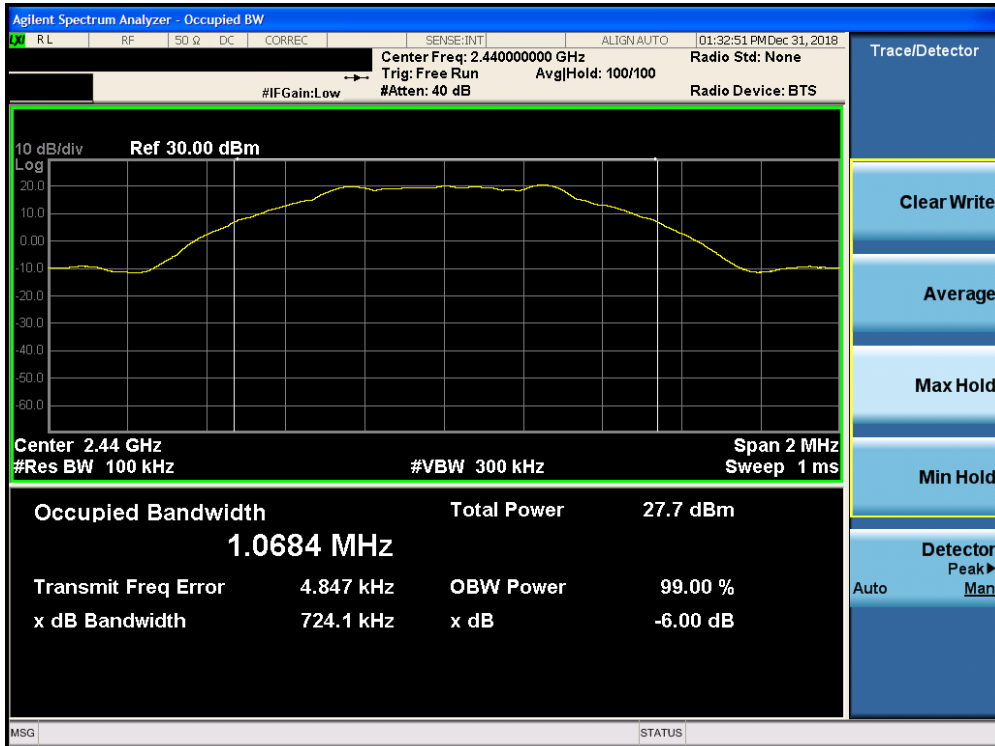 Agilent Spectrum Analyzer - Occupied BW
LXI RL RF 50 Ω DC CORREC SENSE:INT ALIGN AUTO 01:32:51 PM Dec 31, 2018
Center Freq: 2.440000000 GHz Radio Std: None
Trig: Free Run Avg|Hold: 100/100
#IFGain:Low #Atten: 40 dB Radio Device: BTS
10 dB/div Ref 30.00 dBm
Log
20.0
10.0
0.00
-10.0
-20.0
-30.0
-40.0
-50.0
-60.0
Center 2.44 GHz Span 2 MHz
#Res BW 100 kHz #VBW 300 kHz Sweep 1 ms
Occupied Bandwidth Total Power 27.7 dBm
1.0684 MHz
Transmit Freq Error 4.847 kHz OBW Power 99.00 %
x dB Bandwidth 724.1 kHz x dB -6.00 dB
MSG STATUS
Trace/Detector
Clear Write
Average
Max Hold
Min Hold
Detector
Peak▶
Auto Man